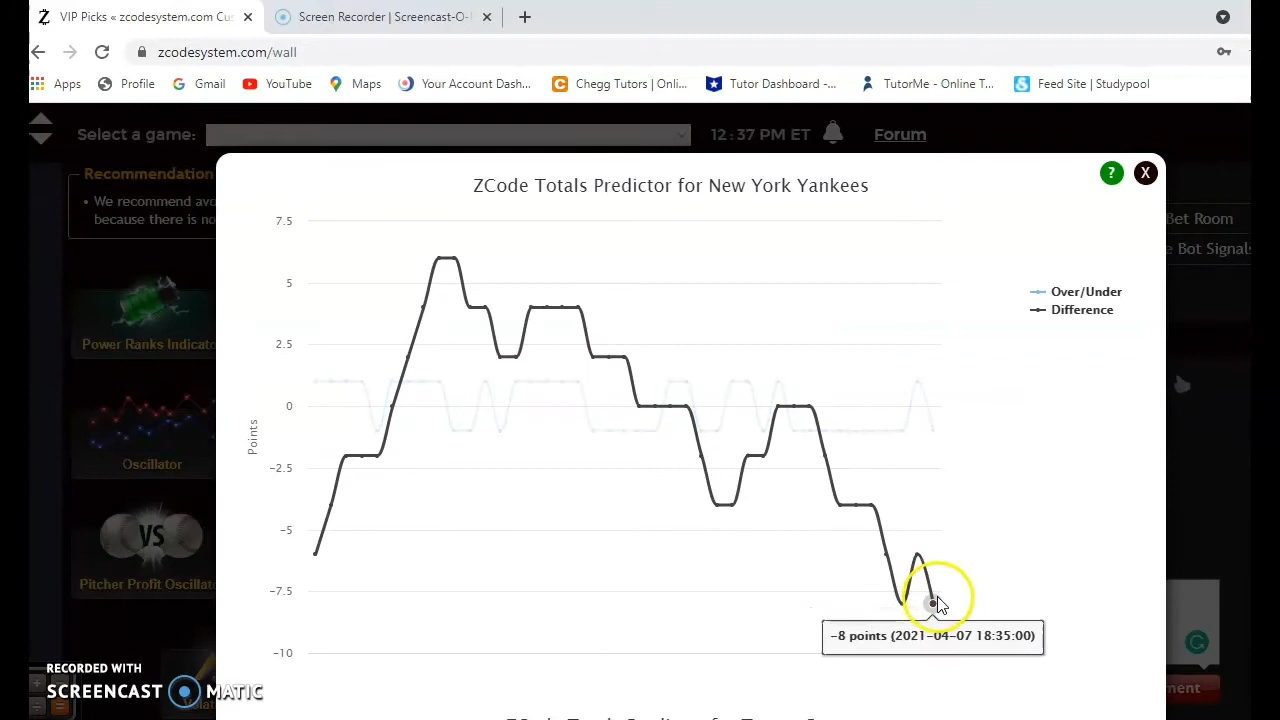 VIP Picks « zcodesystem.com Cus
Screen Recorder | Screencast-O-
zcodesystem.com/wall
Apps Profile Gmail YouTube Maps Your Account Dash... Chegg Tutors | Onli... Tutor Dashboard -... TutorMe - Online T... Feed Site | Studypool
Select a game: 12:37 PM ET Forum
Recommendation
• We recommend avo
because there is no
? X
ZCode Totals Predictor for New York Yankees
7.5
5
2.5
0
-2.5
-5
-7.5
-10
Points
Over/Under
Difference
Bet Room
e Bot Signals
Power Ranks Indicato
Oscillator
VS
Pitcher Profit Oscillato
-8 points (2021-04-07 18:35:00)
ment
RECORDED WITH
SCREENCAST MATIC